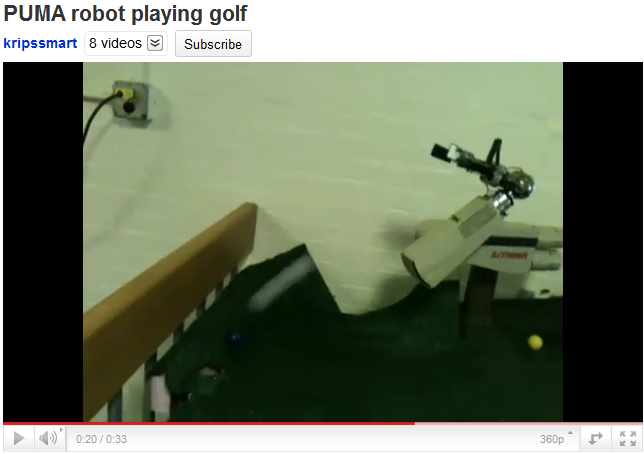 PUMA robot playing golf
kripssmart 8 videos Subscribe
0:20 / 0:33 360p